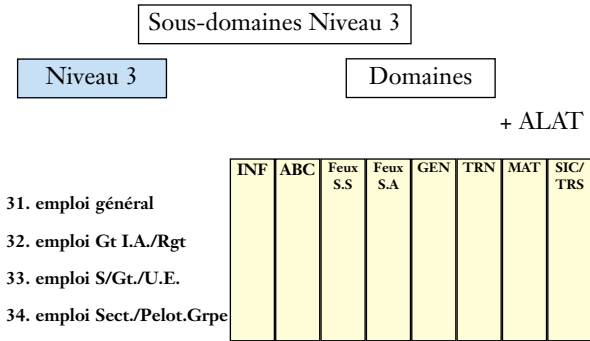 Sous-domaines Niveau 3
Niveau 3
Domaines
+ ALAT
INF ABC Feux S.S Feux S.A GEN TRN MAT SIC/ TRS
31. emploi général
32. emploi Gt I.A./Rgt
33. emploi S/Gt./U.E.
34. emploi Sect./Pelot.Grpe